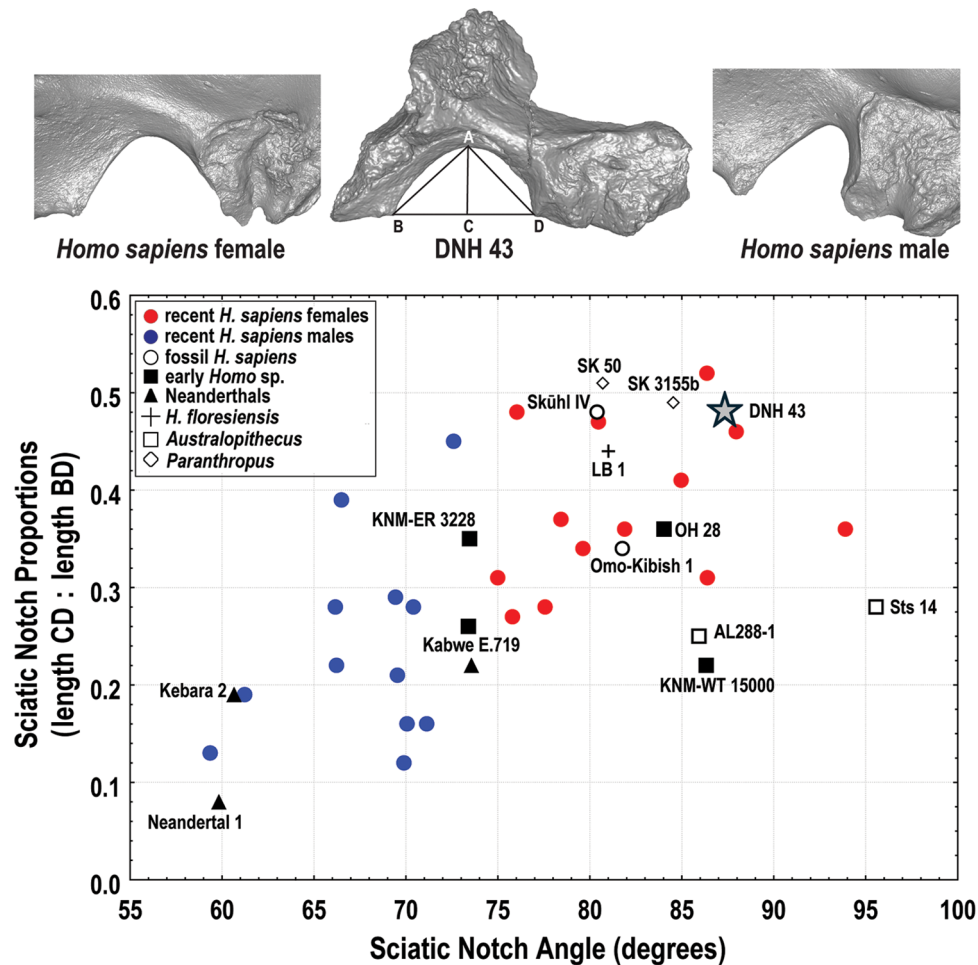 A
B
C
D
Homo sapiens female
DNH 43
Homo sapiens male
0.6
0.5
0.4
0.3
0.2
0.1
0.0
Sciatic Notch Proportions
(length CD : length BD)
recent H. sapiens females
recent H. sapiens males
fossil H. sapiens
early Homo sp.
Neanderthals
H. floresiensis
Australopithecus
Paranthropus
SK 50
SK 3155b
Skūhl IV
DNH 43
LB 1
KNM-ER 3228
OH 28
Omo-Kibish 1
Sts 14
AL288-1
Kabwe E.719
KNM-WT 15000
Kebara 2
Neandertal 1
55
60
65
70
75
80
85
90
95
100
Sciatic Notch Angle (degrees)